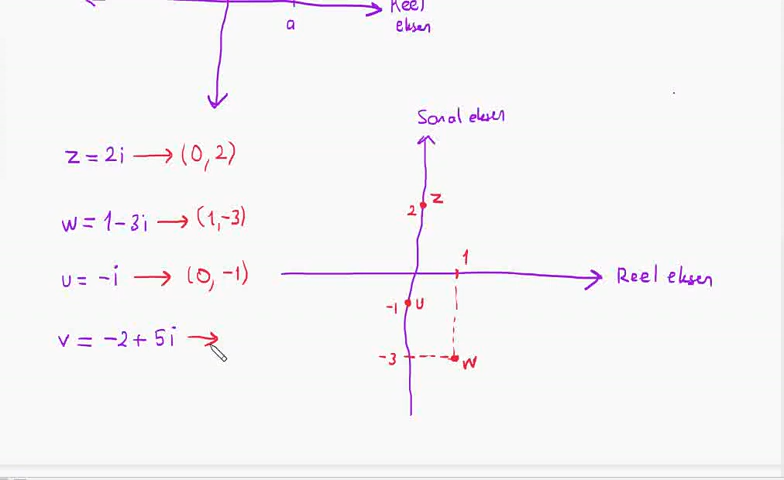 Reel
eksen
a
Sanal eksen
z = 2i → (0, 2)
w = 1-3i → (1, -3)
u = -i → (0, -1)
v = -2 + 5i →
2 z
1
Reel eksen
-1 u
-3 w